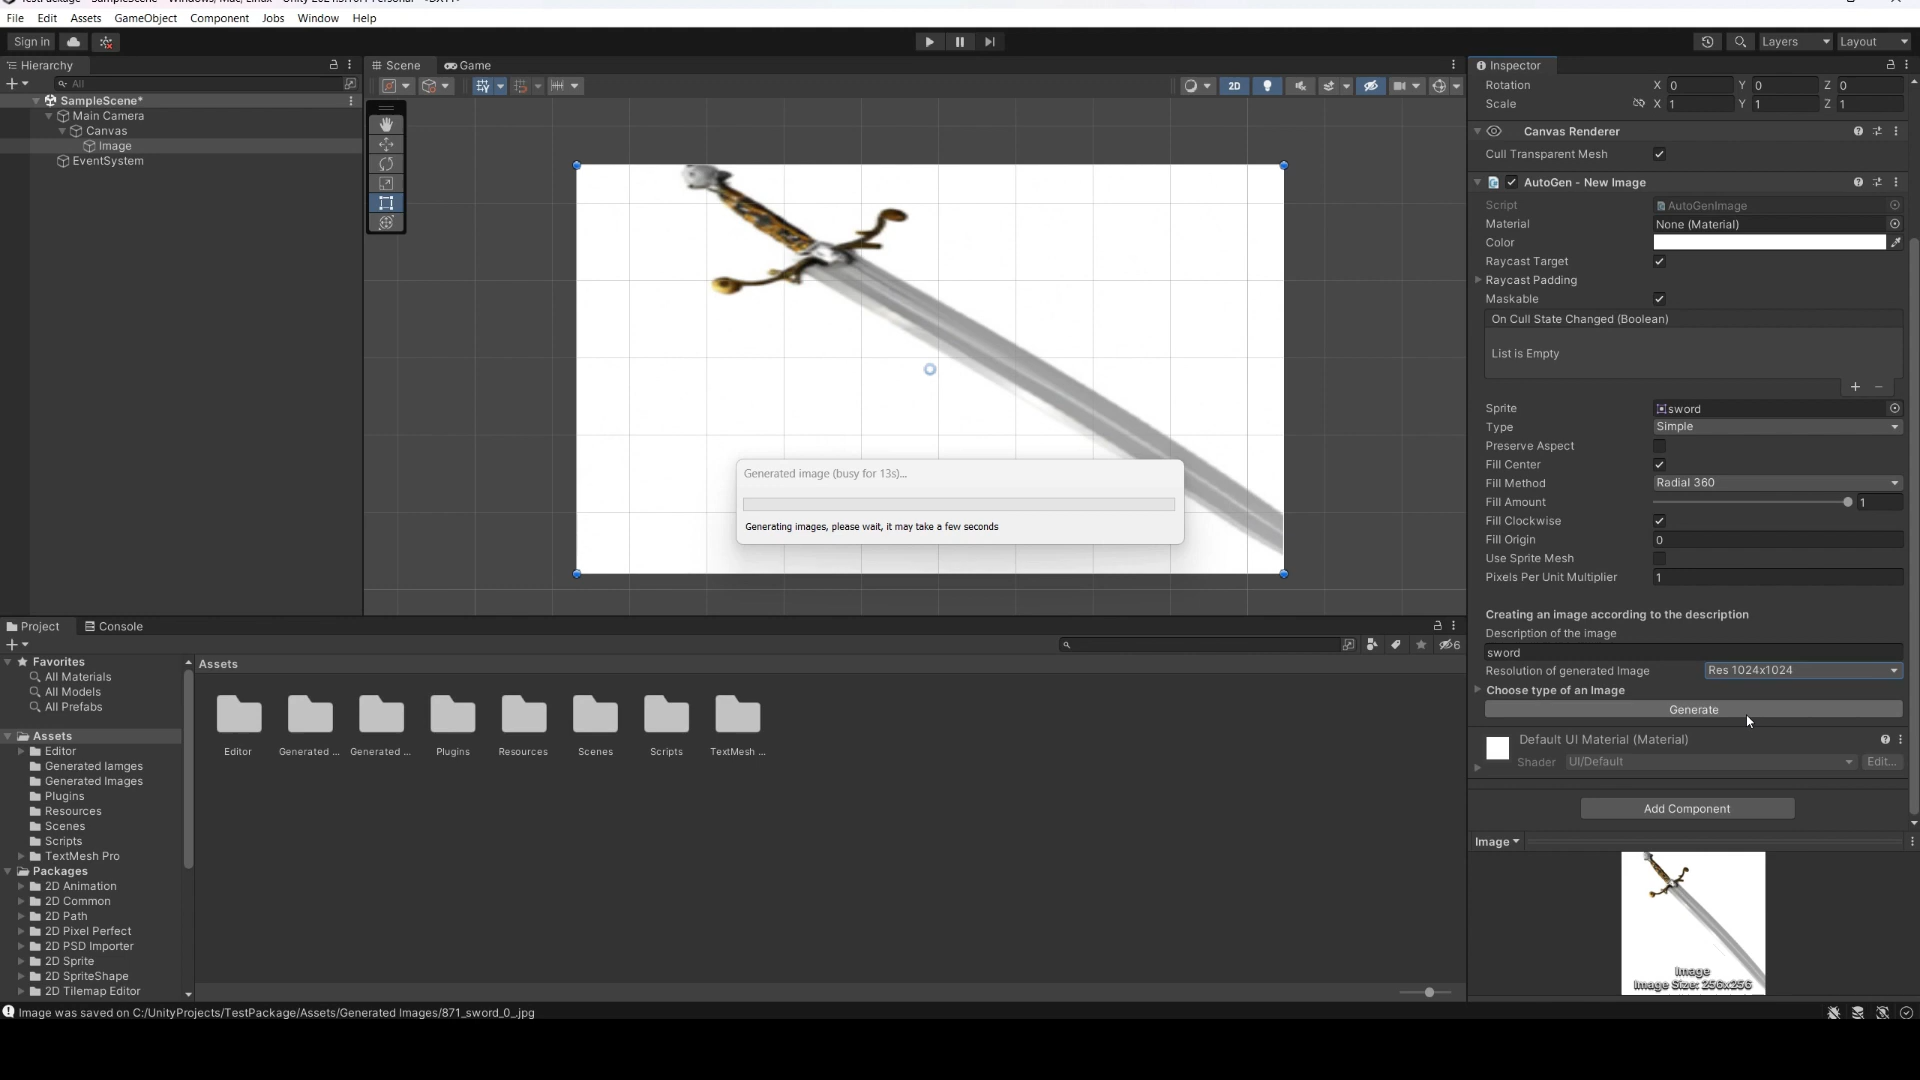 File Edit Assets GameObject Component Jobs Window Help
Sign in
Layers
Layout
Hierarchy
All
SampleScene*
Main Camera
Canvas
Image
EventSystem
Scene Game
2D
Inspector
Rotation X 0 Y 0 Z 0
Scale X 1 Y 1 Z 1
Canvas Renderer
Cull Transparent Mesh
AutoGen - New Image
Script AutoGenImage
Material None (Material)
Color
Raycast Target
Raycast Padding
Maskable
On Cull State Changed (Boolean)
List is Empty
Sprite sword
Type Simple
Preserve Aspect
Fill Center
Fill Method Radial 360
Fill Amount 1
Fill Clockwise
Fill Origin 0
Use Sprite Mesh
Pixels Per Unit Multiplier 1
Creating an image according to the description
Description of the image
sword
Resolution of generated Image Res 1024x1024
Choose type of an Image
Generate
Default UI Material (Material)
Shader UI/Default Edit...
Add Component
Image
Image
Image Size: 256x256
Generated image (busy for 13s)...
Generating images, please wait, it may take a few seconds
Project Console
6
Favorites
All Materials
All Models
All Prefabs
Assets
Editor
Generated Iamges
Generated Images
Plugins
Resources
Scenes
Scripts
TextMesh Pro
Packages
2D Animation
2D Common
2D Path
2D Pixel Perfect
2D PSD Importer
2D Sprite
2D SpriteShape
2D Tilemap Editor
Assets
Editor Generated ... Generated ... Plugins Resources Scenes Scripts TextMesh ...
Image was saved on C:/UnityProjects/TestPackage/Assets/Generated Images/871_sword_0_.jpg